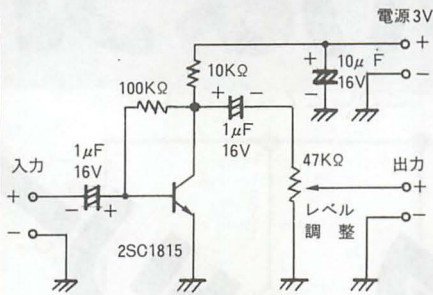 電源3V
+
10μF
16V
+
−
−
10KΩ
100KΩ
+
−
1μF
16V
入力
1μF
16V
47KΩ
出力
+
−
+
+
レベル
調整
−
−
2SC1815